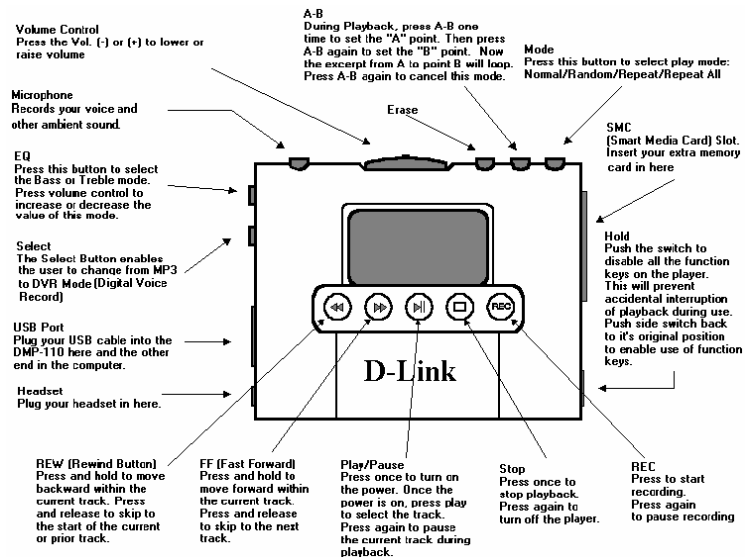 A-B
During Playback, press A-B one
time to set the "A" point. Then press
A-B again to set the "B" point. Now
the excerpt from A to point B will loop.
Press A-B again to cancel this mode.
Volume Control
Press the Vol. (-) or (+) to lower or
raise volume
Mode
Press this button to select play mode:
Normal/Random/Repeat/Repeat All
Microphone
Records your voice and
other ambient sound.
Erase
SMC
(Smart Media Card) Slot.
Insert your extra memory
card in here
EQ
Press this button to select
the Bass or Treble mode.
Press volume control to
increase or decrease the
value of this mode.
Select
The Select Button enables
the user to change from MP3
to DVR Mode (Digital Voice
Record)
Hold
Push the switch to
disable all the function
keys on the player.
This will prevent
accidental interruption
of playback during use.
Push side switch back
to it's original position
to enable use of function
keys.
REC
USB Port
Plug your USB cable into the
DMP-110 here and the other
end in the computer.
D-Link
Headset
Plug your headset in here.
REW (Rewind Button)
Press and hold to move
backward within the
current track. Press
and release to skip to
the start of the current
or prior track.
FF (Fast Forward)
Press and hold to
move forward within
the current track.
Press and release
to skip to the next
track.
Play/Pause
Press once to turn on
the power. Once the
power is on, press play
to select the track.
Press again to pause
the current track during
playback.
Stop
Press once to
stop playback.
Press again to
turn off the player.
REC
Press to start
recording.
Press again
to pause recording